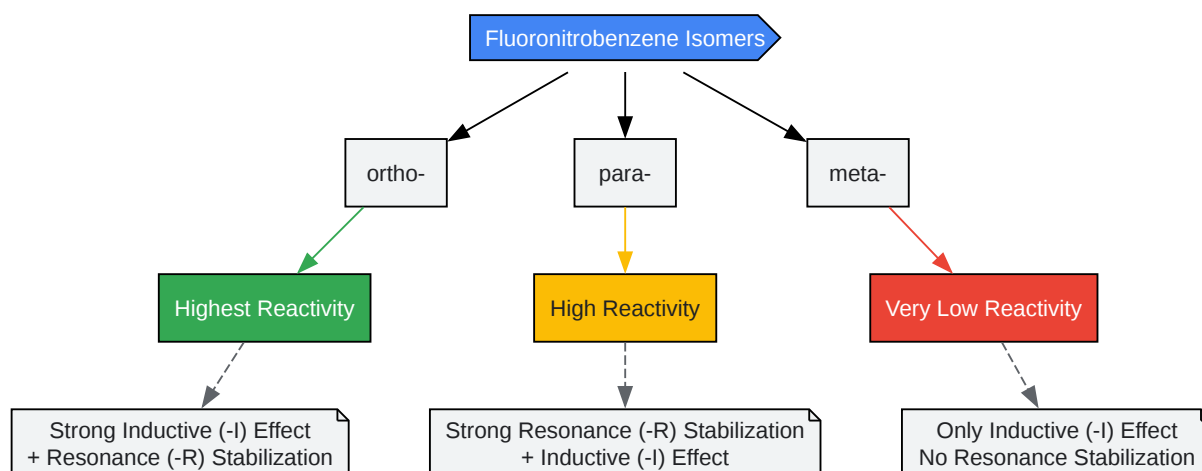 Fluoronitrobenzene Isomers
ortho-
para-
meta-
Highest Reactivity
High Reactivity
Very Low Reactivity
Strong Inductive (-I) Effect
+ Resonance (-R) Stabilization
Strong Resonance (-R) Stabilization
+ Inductive (-I) Effect
Only Inductive (-I) Effect
No Resonance Stabilization